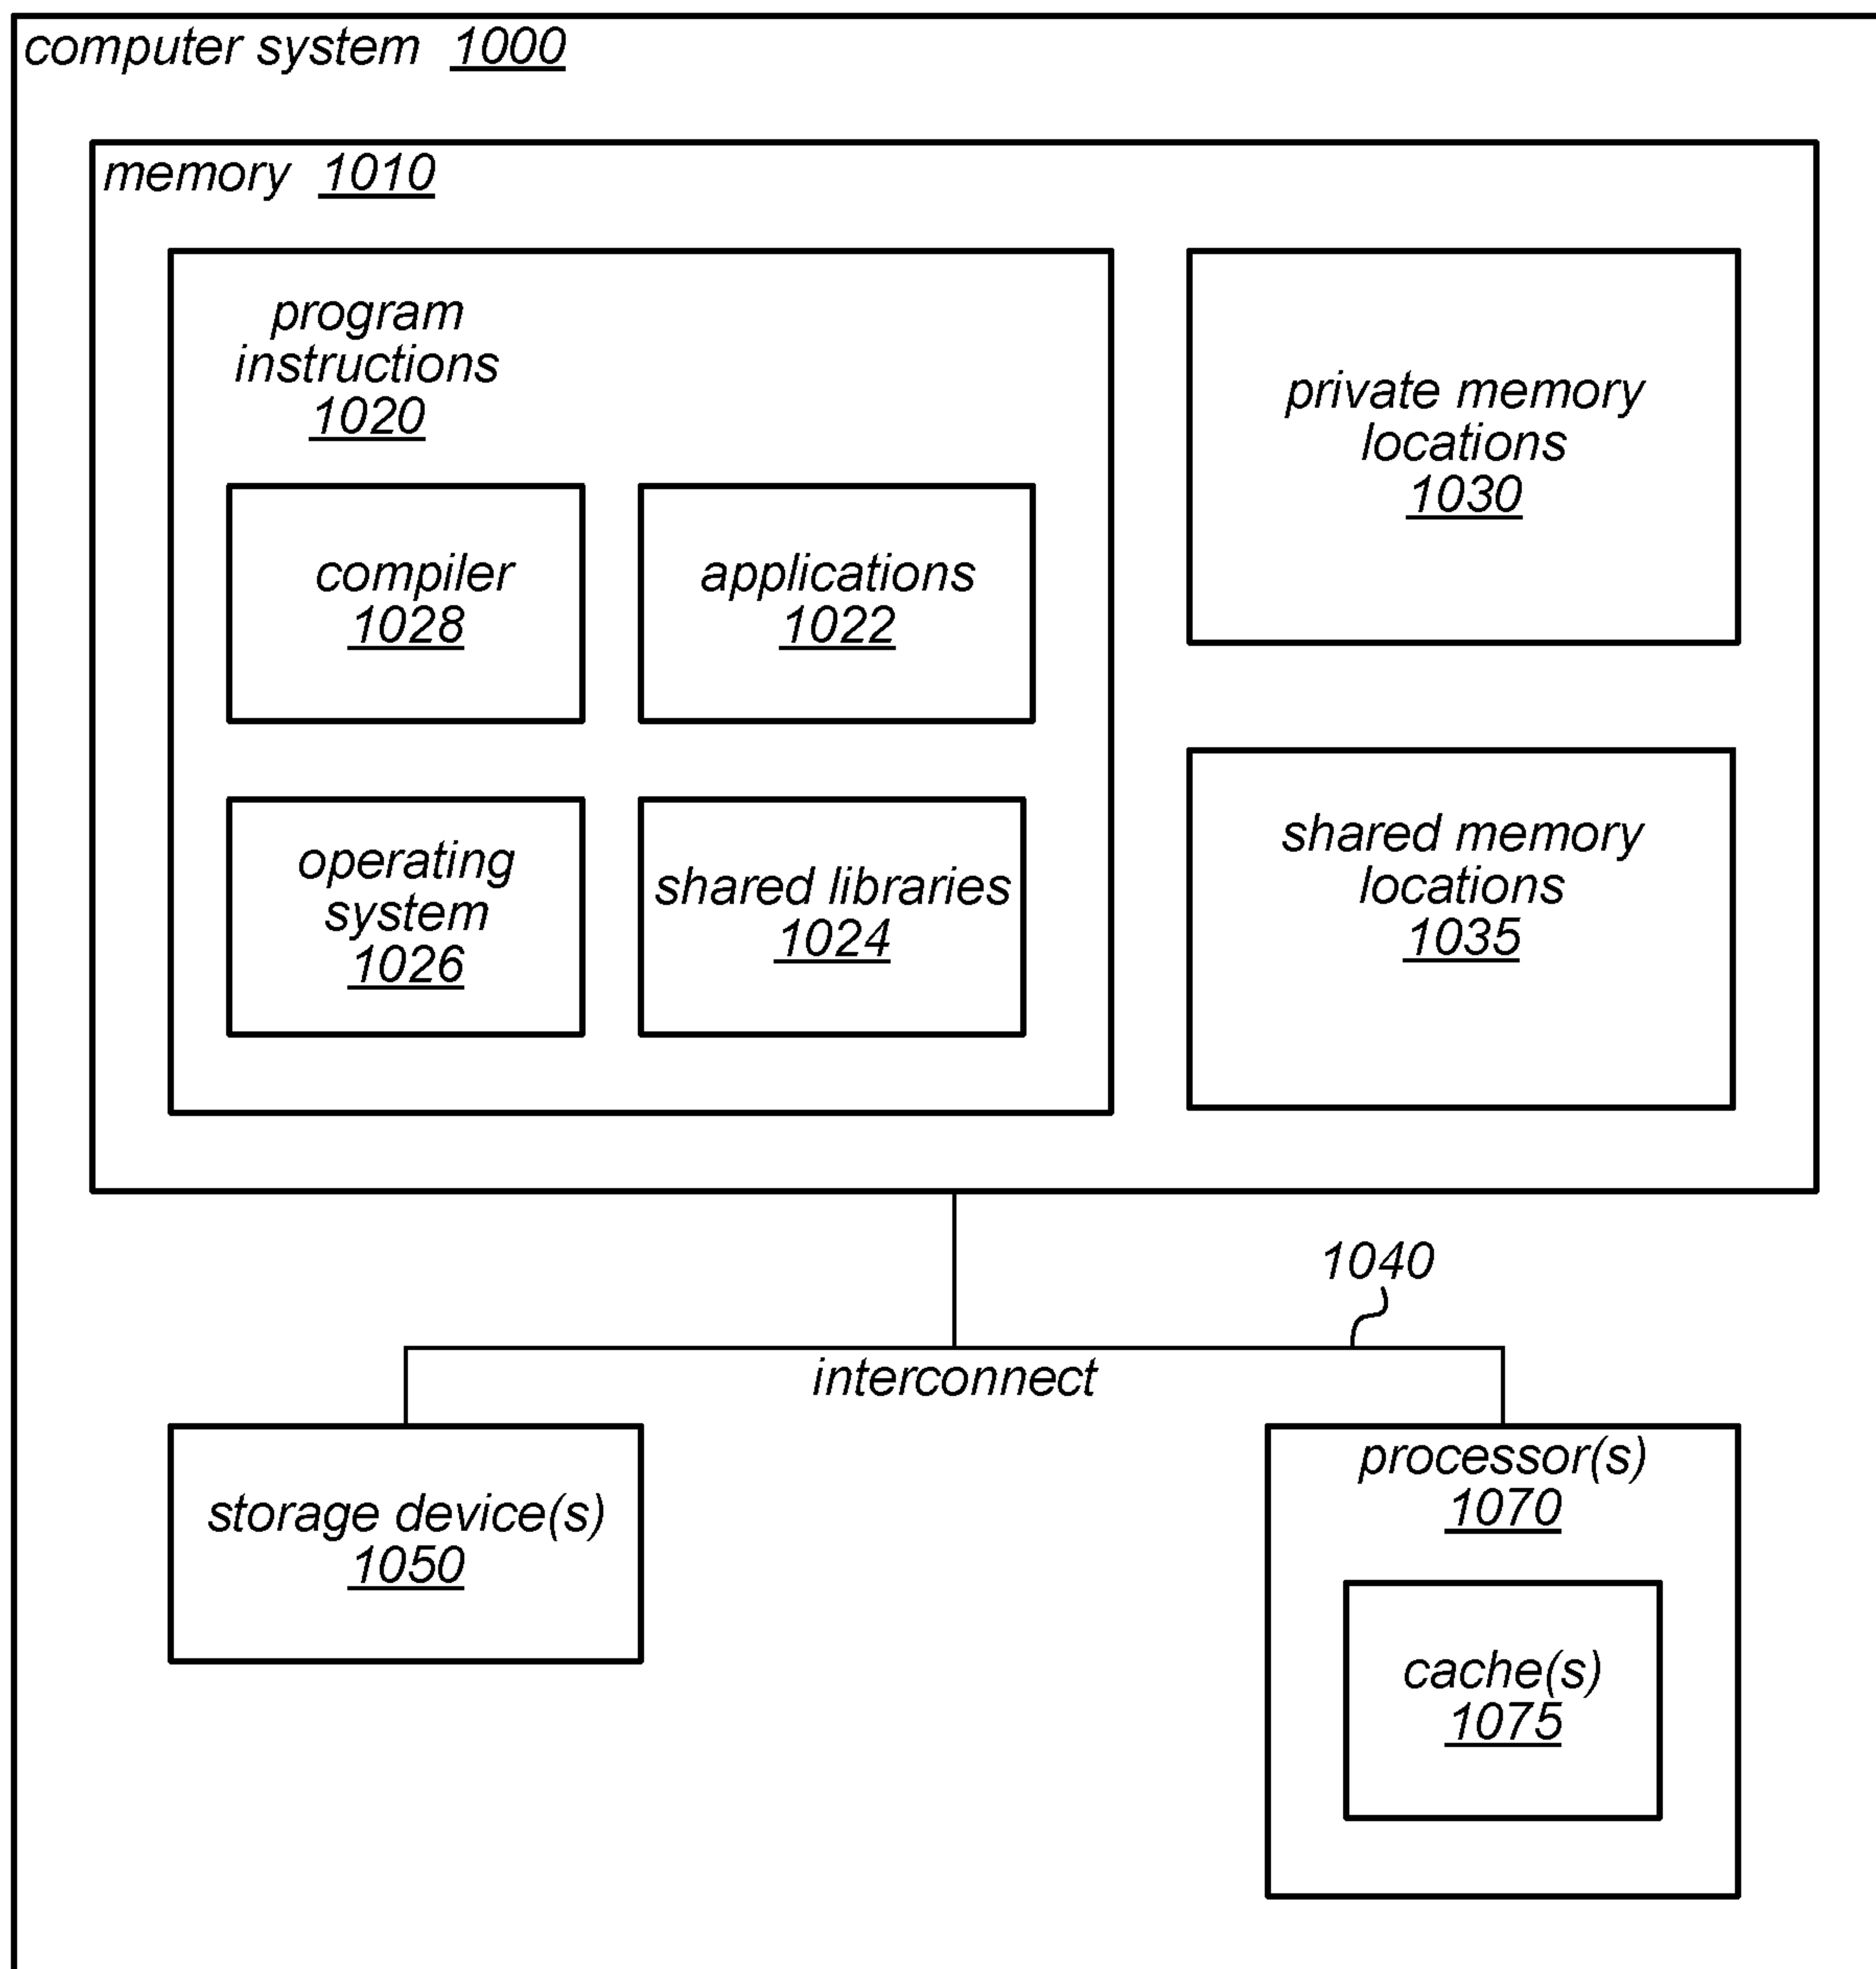 computer system 1000
memory 1010
program
instructions
1020
compiler
1028
applications
1022
operating
system
1026
shared libraries
1024
private memory
locations
1030
shared memory
locations
1035
1040
interconnect
storage device(s)
1050
processor(s)
1070
cache(s)
1075